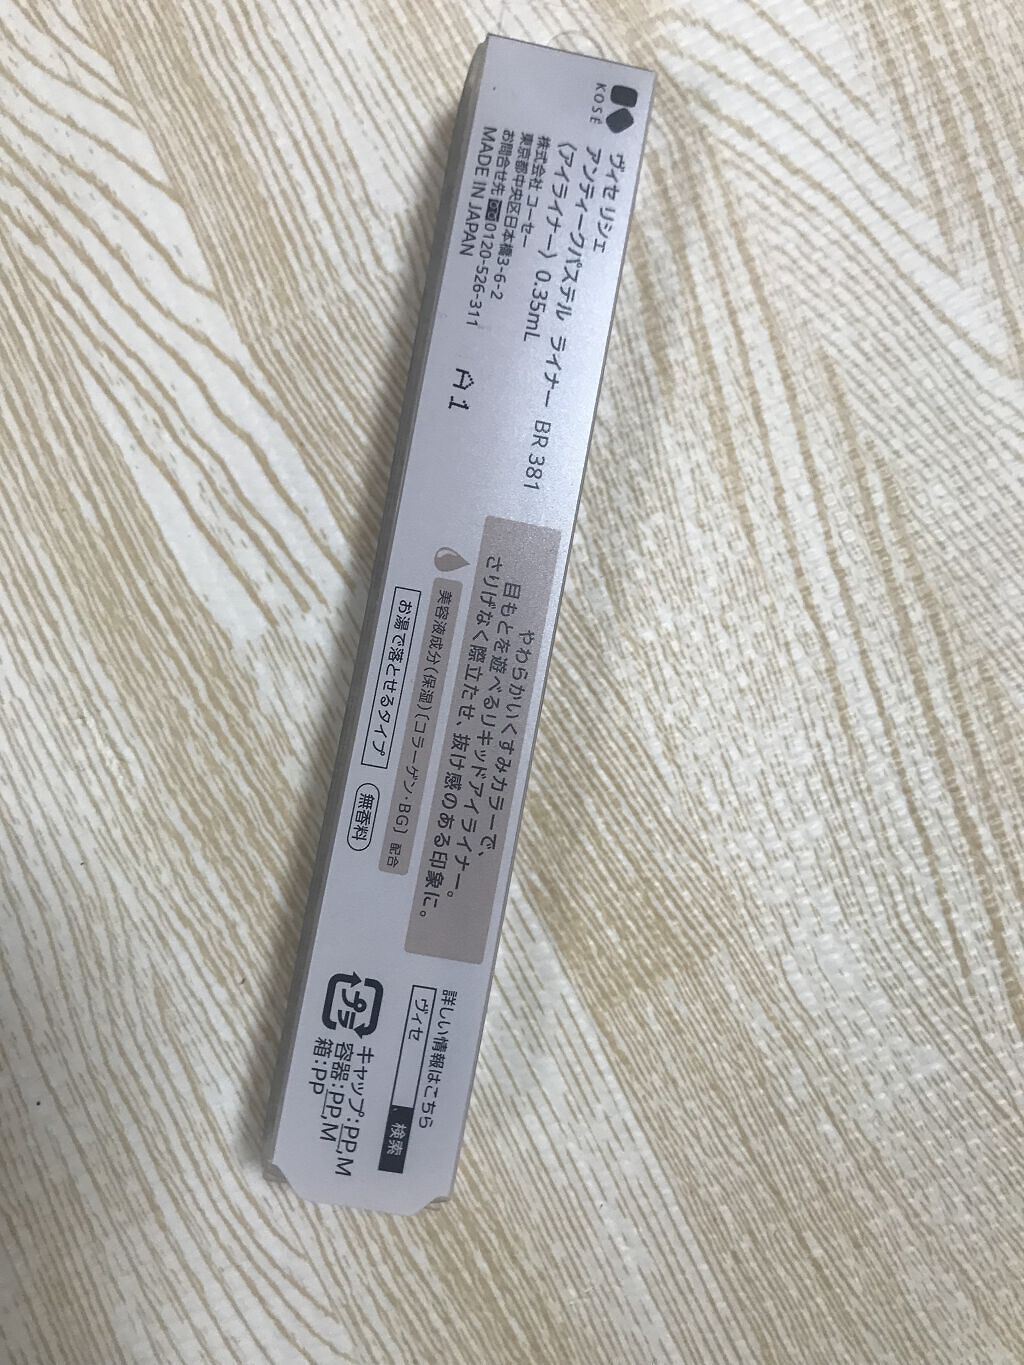 KOSÉ
ヴィセ リシェ
アンティークパステル ライナー BR 381
〈アイライナー〉 0.35mL
株式会社 コーセー
東京都中央区日本橋3-6-2
お問合せ先 0120-526-311
MADE IN JAPAN
やわらかいくすみカラーで、
目もとを遊べるリキッドアイライナー。
さりげなく際立たせ、抜け感のある印象に。
美容液成分(保湿)〔コラーゲン・BG〕 配合
お湯で落とせるタイプ
無香料
詳しい情報はこちら
ヴィセ 検索
プラ
キャップ:PP,M
容器:PP,M
箱:PP